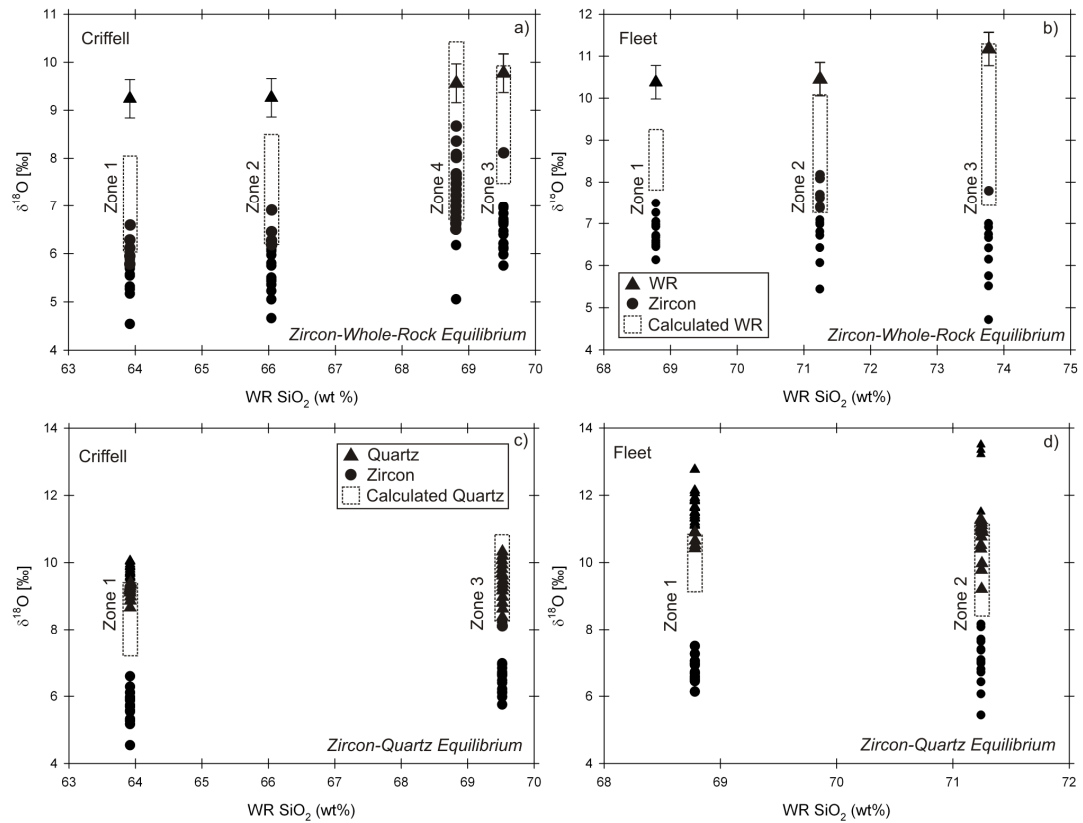 Criffell
a)
11
10
9
8
7
6
5
4
δ¹⁸O [‰]
Zone 1
Zone 2
Zone 4
Zone 3
Zircon-Whole-Rock Equilibrium
63 64 65 66 67 68 69 70
WR SiO₂ (wt %)
Fleet
b)
12
11
10
9
8
7
6
5
4
δ¹⁸O [‰]
Zone 1
Zone 2
Zone 3
WR
Zircon
Calculated WR
Zircon-Whole-Rock Equilibrium
68 69 70 71 72 73 74 75
WR SiO₂ (wt%)
Criffell
c)
14
12
10
8
6
4
δ¹⁸O [‰]
Zone 1
Zone 3
Quartz
Zircon
Calculated Quartz
Zircon-Quartz Equilibrium
63 64 65 66 67 68 69 70
WR SiO₂ (wt%)
Fleet
d)
14
12
10
8
6
4
δ¹⁸O [‰]
Zone 1
Zone 2
Zircon-Quartz Equilibrium
68 69 70 71 72
WR SiO₂ (wt%)